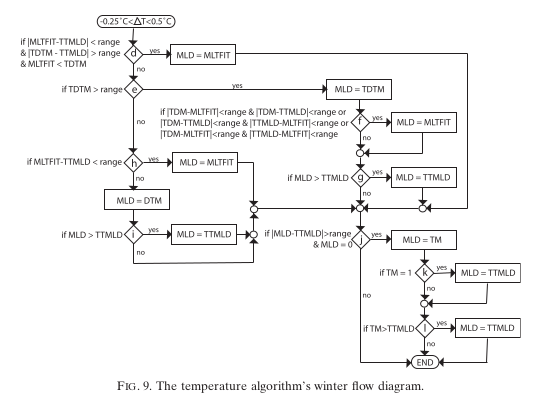 -0.25˚C<ΔT<0.5˚C
if |MLTFIT-TTMLD| < range
& |TDTM - TTMLD| > range
& MLTFIT < TDTM
d
yes
MLD = MLTFIT
no
if TDTM > range
e
yes
MLD = TDTM
no
if |TDM-MLTFIT|<range & |TDM-TTMLD|<range or
|TDM-TTMLD|<range & |TTMLD-MLTFIT|<range or
|TDM-MLTFIT|<range & |TTMLD-MLTFIT|<range
f
yes
MLD = MLTFIT
no
if MLTFIT-TTMLD < range
h
yes
MLD = MLTFIT
no
if MLD > TTMLD
g
yes
MLD = TTMLD
no
MLD = DTM
if MLD > TTMLD
i
yes
MLD = TTMLD
no
if |MLD-TTMLD|>range
& MLD = 0
j
yes
MLD = TM
no
if TM = 1
k
yes
MLD = TTMLD
no
if TM>TTMLD
l
yes
MLD = TTMLD
no
END
FIG. 9. The temperature algorithm's winter flow diagram.